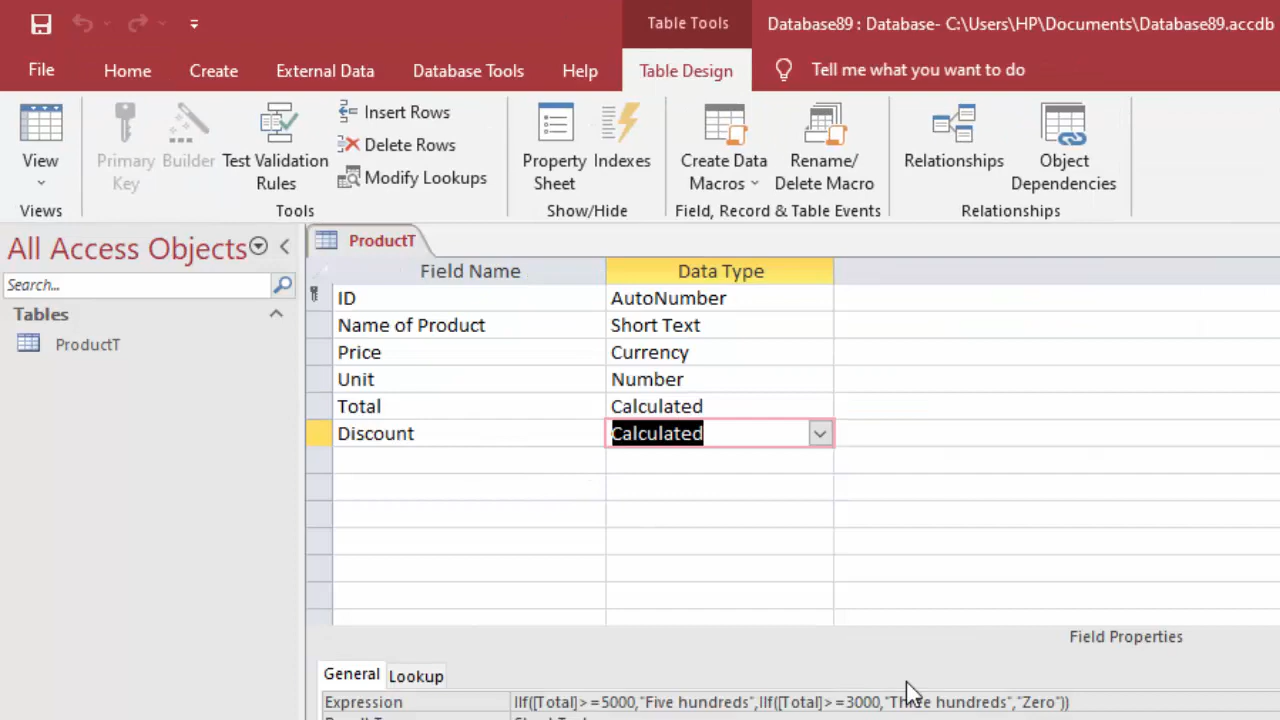 Table Tools
Database89 : Database- C:\Users\HP\Documents\Database89.accdb
File
Home
Create
External Data
Database Tools
Help
Table Design
Tell me what you want to do
View
Primary
Key
Builder
Test Validation
Rules
Insert Rows
Delete Rows
Modify Lookups
Property
Sheet
Indexes
Create Data
Macros
Rename/
Delete Macro
Relationships
Object
Dependencies
Views
Tools
Show/Hide
Field, Record & Table Events
Relationships
All Access Objects
Search...
Tables
ProductT
ProductT
Field Name Data Type
ID AutoNumber
Name of Product Short Text
Price Currency
Unit Number
Total Calculated
Discount Calculated
Field Properties
General Lookup
Expression IIf([Total]>=5000,"Five hundreds",IIf([Total]>=3000,"Three hundreds","Zero"))